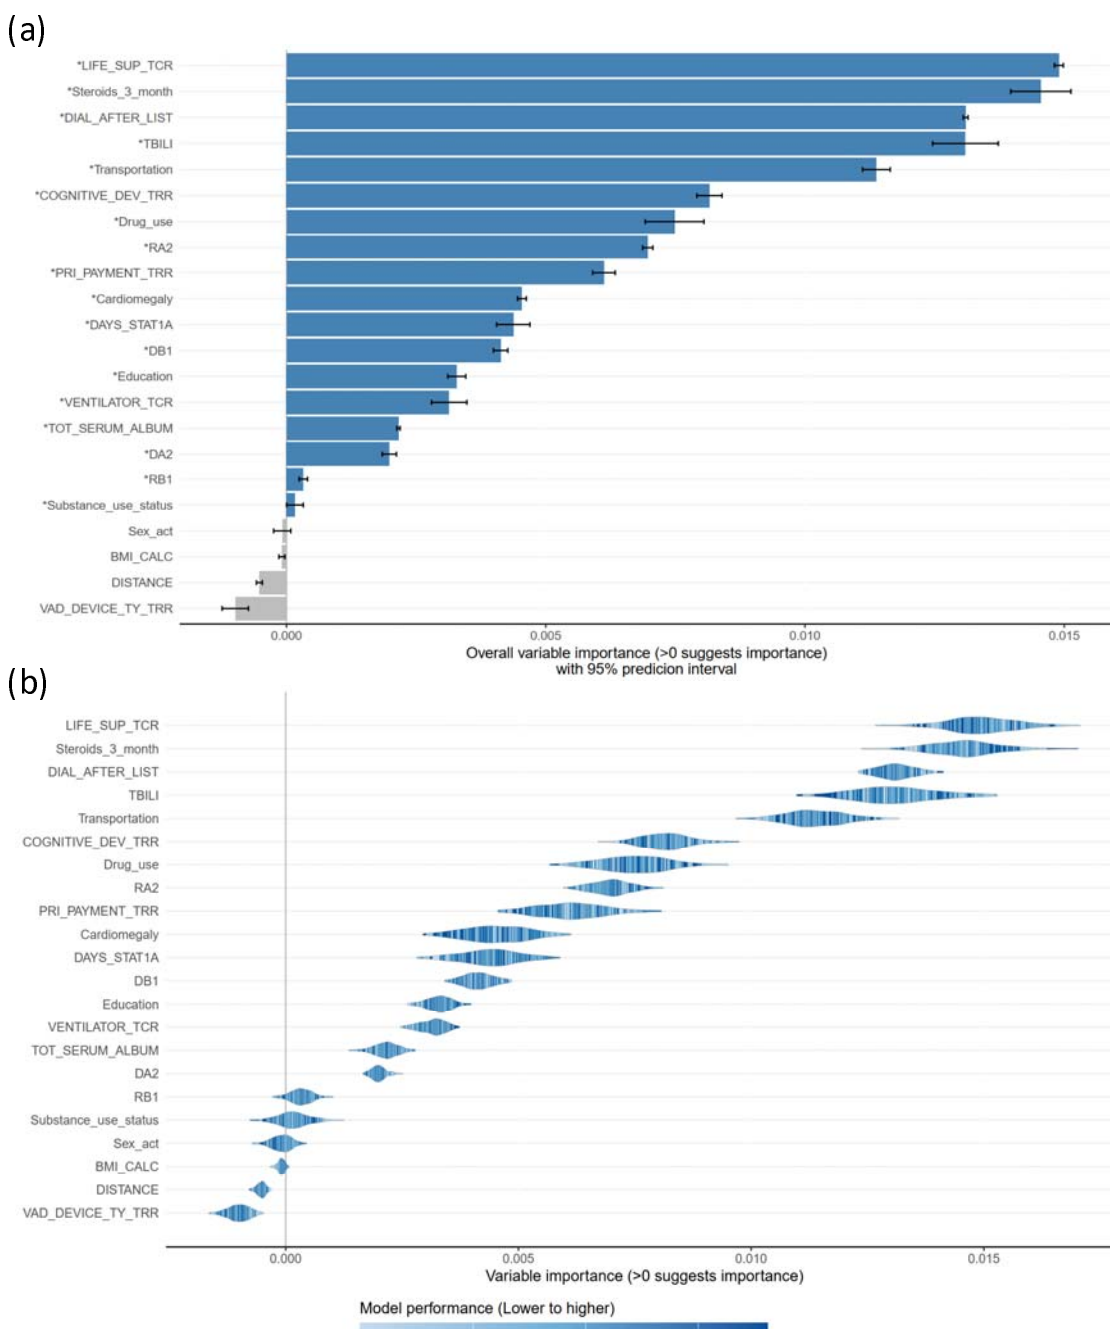 (a)
*LIFE_SUP_TCR
*Steroids_3_month
*DIAL_AFTER_LIST
*TBILI
*Transportation
*COGNITIVE_DEV_TRR
*Drug_use
*RA2
*PRI_PAYMENT_TRR
*Cardiomegaly
*DAYS_STAT1A
*DB1
*Education
*VENTILATOR_TCR
*TOT_SERUM_ALBUM
*DA2
*RB1
*Substance_use_status
Sex_act
BMI_CALC
DISTANCE
VAD_DEVICE_TY_TRR
0.000 0.005 0.010 0.015
Overall variable importance (>0 suggests importance)
with 95% predicion interval
(b)
LIFE_SUP_TCR
Steroids_3_month
DIAL_AFTER_LIST
TBILI
Transportation
COGNITIVE_DEV_TRR
Drug_use
RA2
PRI_PAYMENT_TRR
Cardiomegaly
DAYS_STAT1A
DB1
Education
VENTILATOR_TCR
TOT_SERUM_ALBUM
DA2
RB1
Substance_use_status
Sex_act
BMI_CALC
DISTANCE
VAD_DEVICE_TY_TRR
0.000 0.005 0.010 0.015
Variable importance (>0 suggests importance)
Model performance (Lower to higher)